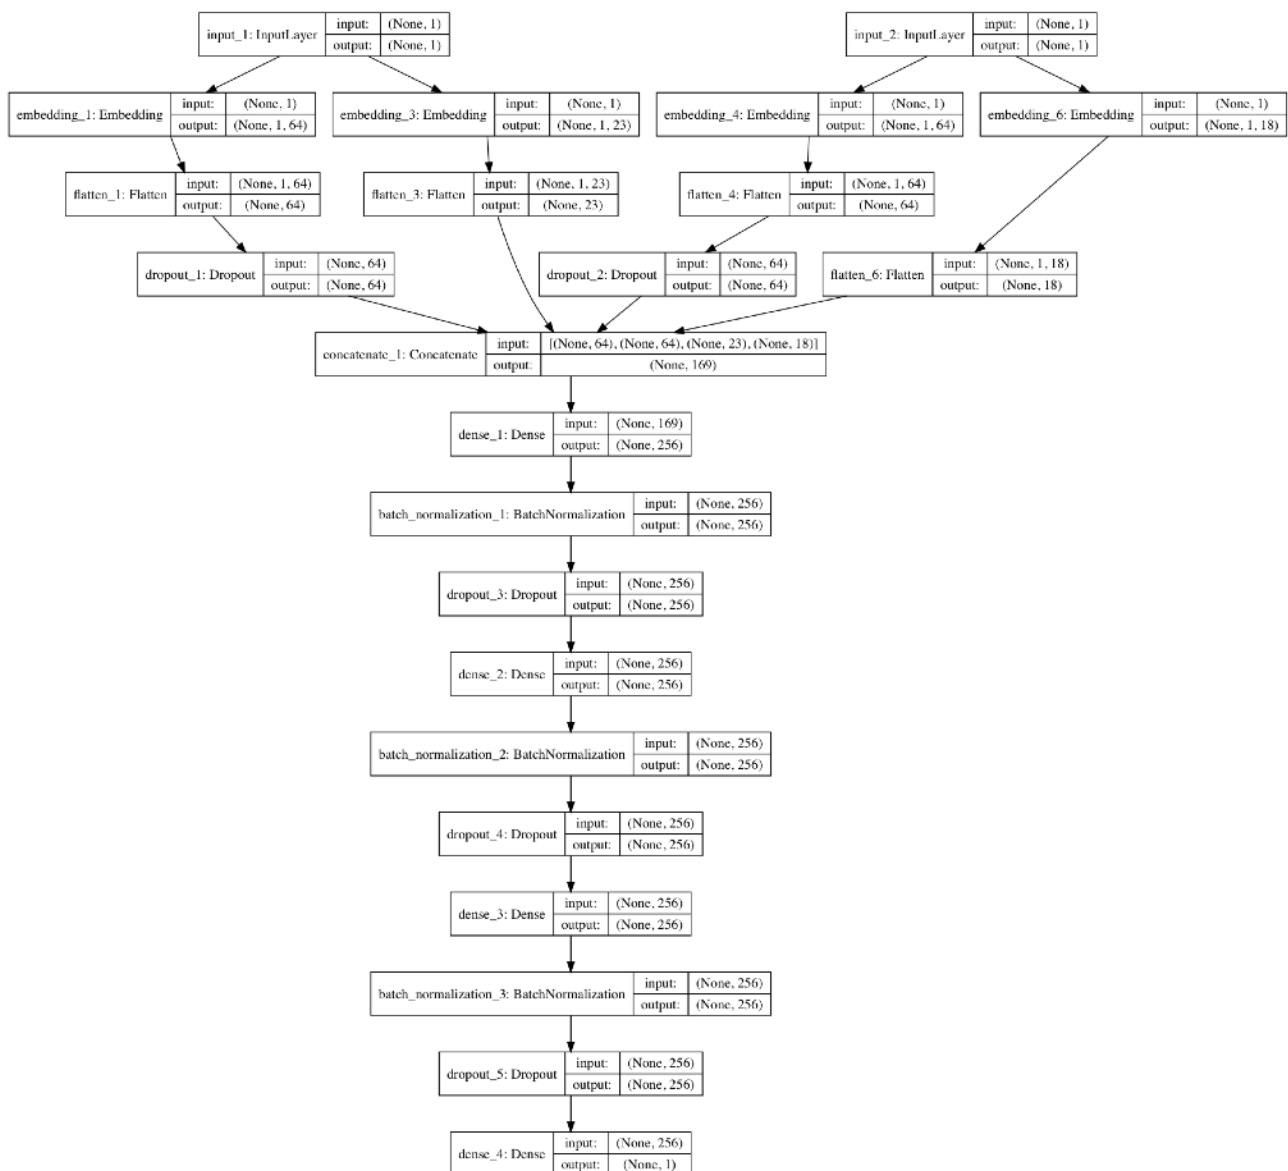 input_1: InputLayer input: (None, 1) output: (None, 1)
input_2: InputLayer input: (None, 1) output: (None, 1)
embedding_1: Embedding input: (None, 1) output: (None, 1, 64)
embedding_3: Embedding input: (None, 1) output: (None, 1, 23)
embedding_4: Embedding input: (None, 1) output: (None, 1, 64)
embedding_6: Embedding input: (None, 1) output: (None, 1, 18)
flatten_1: Flatten input: (None, 1, 64) output: (None, 64)
flatten_3: Flatten input: (None, 1, 23) output: (None, 23)
flatten_4: Flatten input: (None, 1, 64) output: (None, 64)
dropout_1: Dropout input: (None, 64) output: (None, 64)
dropout_2: Dropout input: (None, 64) output: (None, 64)
flatten_6: Flatten input: (None, 1, 18) output: (None, 18)
concatenate_1: Concatenate input: [(None, 64), (None, 64), (None, 23), (None, 18)] output: (None, 169)
dense_1: Dense input: (None, 169) output: (None, 256)
batch_normalization_1: BatchNormalization input: (None, 256) output: (None, 256)
dropout_3: Dropout input: (None, 256) output: (None, 256)
dense_2: Dense input: (None, 256) output: (None, 256)
batch_normalization_2: BatchNormalization input: (None, 256) output: (None, 256)
dropout_4: Dropout input: (None, 256) output: (None, 256)
dense_3: Dense input: (None, 256) output: (None, 256)
batch_normalization_3: BatchNormalization input: (None, 256) output: (None, 256)
dropout_5: Dropout input: (None, 256) output: (None, 256)
dense_4: Dense input: (None, 256) output: (None, 1)